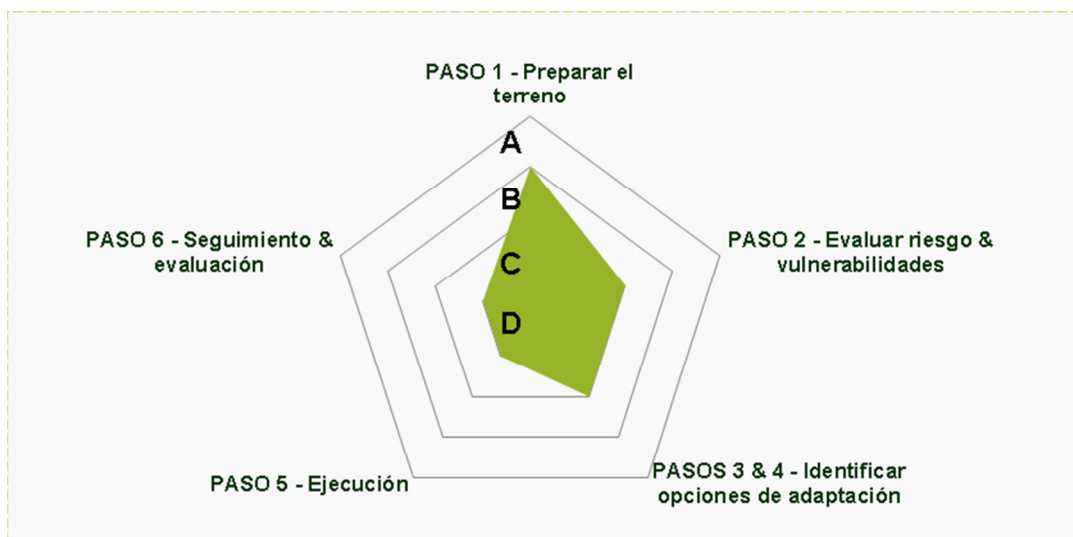 PASO 1 - Preparar el
terreno
A
B
PASO 6 - Seguimiento &
evaluación
PASO 2 - Evaluar riesgo &
vulnerabilidades
C
D
PASO 5 - Ejecución
PASOS 3 & 4 - Identificar
opciones de adaptación